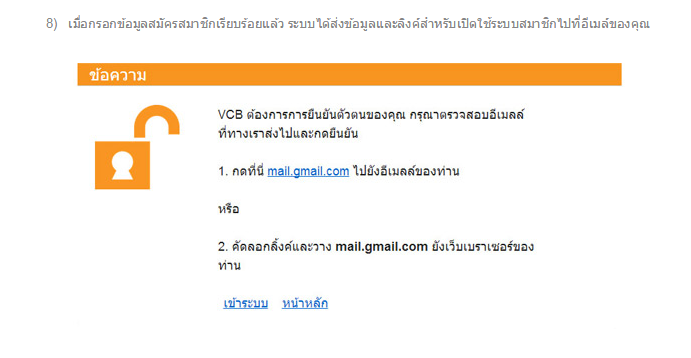 8) เมื่อกรอกข้อมูลสมัครสมาชิกเรียบร้อยแล้ว ระบบได้ส่งข้อมูลและลิงค์สำหรับเปิดใช้ระบบสมาชิกไปที่อีเมล์ของคุณ
ข้อความ
VCB ต้องการการยืนยันตัวตนของคุณ กรุณาตรวจสอบอีเมลล์
ที่ทางเราส่งไปและกดยืนยัน
1. กดที่นี่ mail.gmail.com ไปยังอีเมลล์ของท่าน
หรือ
2. คัดลอกลิ้งค์และวาง mail.gmail.com ยังเว็บเบราเซอร์ของ
ท่าน
เข้าระบบ หน้าหลัก